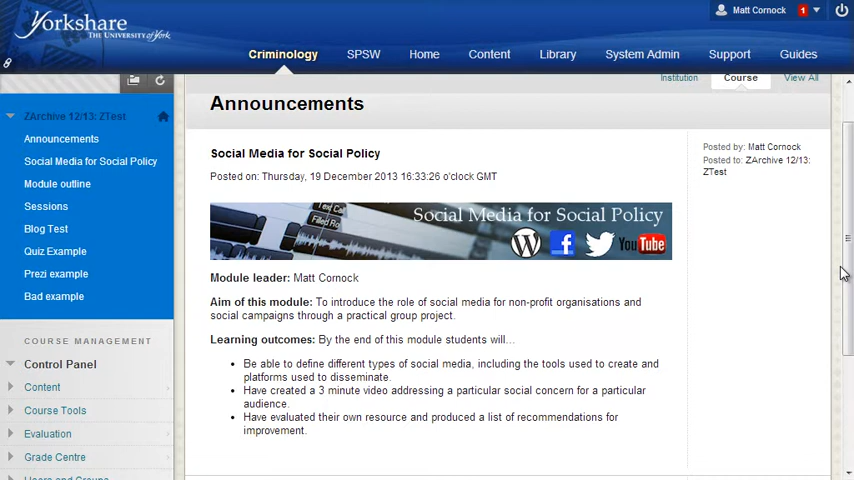 Yorkshare
THE UNIVERSITY of York
Matt Cornock 1
Criminology SPSW Home Content Library System Admin Support Guides
Institution Course View All
ZArchive 12/13: ZTest
Announcements
Social Media for Social Policy
Module outline
Sessions
Blog Test
Quiz Example
Prezi example
Bad example
COURSE MANAGEMENT
Control Panel
Content
Course Tools
Evaluation
Grade Centre
Users and Groups
Announcements
Social Media for Social Policy
Posted on: Thursday, 19 December 2013 16:33:26 o'clock GMT
Social Media for Social Policy
You Tube
Module leader: Matt Cornock
Aim of this module: To introduce the role of social media for non-profit organisations and
social campaigns through a practical group project.
Learning outcomes: By the end of this module students will...
Be able to define different types of social media, including the tools used to create and
platforms used to disseminate.
Have created a 3 minute video addressing a particular social concern for a particular
audience.
Have evaluated their own resource and produced a list of recommendations for
improvement.
Posted by: Matt Cornock
Posted to: ZArchive 12/13:
ZTest